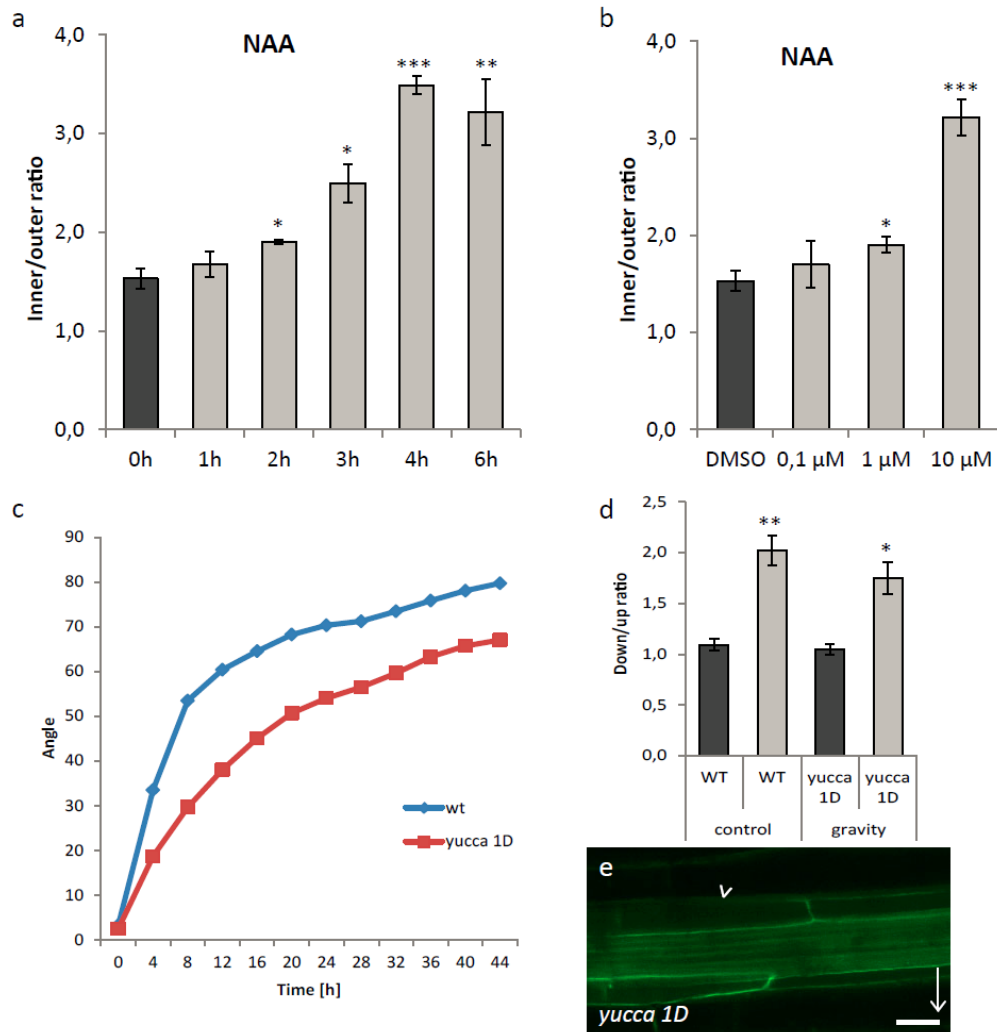 a
NAA
Inner/outer ratio
4,0
3,0
2,0
1,0
0,0
*
*
***
**
0h 1h 2h 3h 4h 6h
b
NAA
Inner/outer ratio
4,0
3,0
2,0
1,0
0,0
*
***
DMSO 0,1 µM 1 µM 10 µM
c
Angle
90
80
70
60
50
40
30
20
10
0
0 4 8 12 16 20 24 28 32 36 40 44
Time [h]
wt
yucca 1D
d
Down/up ratio
2,5
2,0
1,5
1,0
0,5
0,0
**
*
WT WT yucca 1D yucca 1D
control gravity
e
yucca 1D